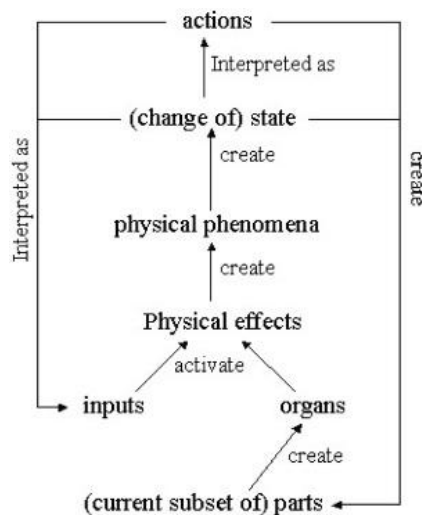 actions
Interpreted as
(change of) state
create
Interpreted as
create
physical phenomena
create
Physical effects
activate
inputs
organs
create
(current subset of) parts